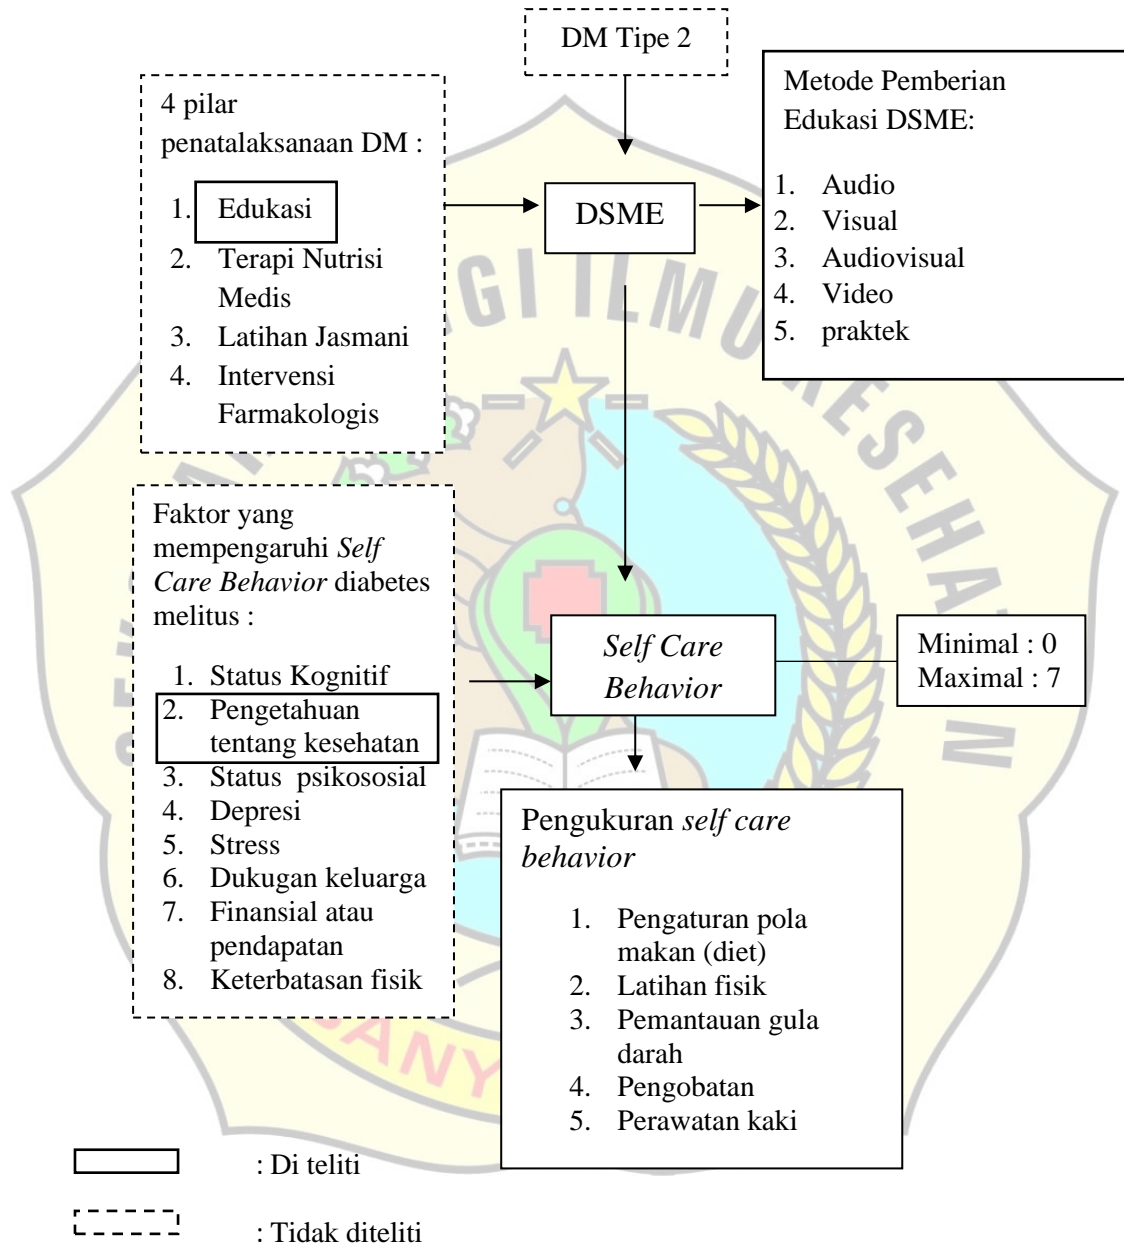 DM Tipe 2
4 pilar
penatalaksanaan DM :
1. Edukasi
2. Terapi Nutrisi
Medis
3. Latihan Jasmani
4. Intervensi
Farmakologis
DSME
Metode Pemberian
Edukasi DSME:
1. Audio
2. Visual
3. Audiovisual
4. Video
5. praktek
Faktor yang
mempengaruhi Self
Care Behavior diabetes
melitus :
1. Status Kognitif
2. Pengetahuan
tentang kesehatan
3. Status psikososial
4. Depresi
5. Stress
6. Dukugan keluarga
7. Finansial atau
pendapatan
8. Keterbatasan fisik
Self Care
Behavior
Minimal : 0
Maximal : 7
Pengukuran self care
behavior
1. Pengaturan pola
makan (diet)
2. Latihan fisik
3. Pemantauan gula
darah
4. Pengobatan
5. Perawatan kaki
: Di teliti
: Tidak diteliti
GI ILMU KESEHA